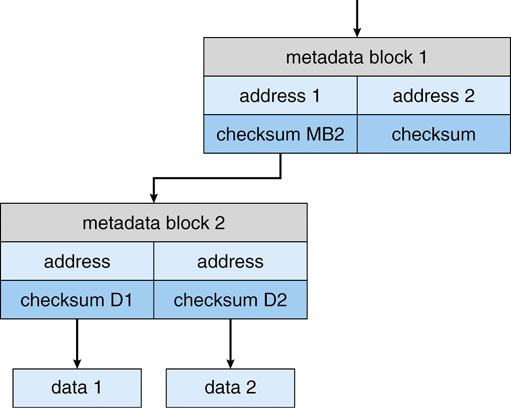 metadata block 1
address 1 address 2
checksum MB2 checksum
metadata block 2
address address
checksum D1 checksum D2
data 1 data 2